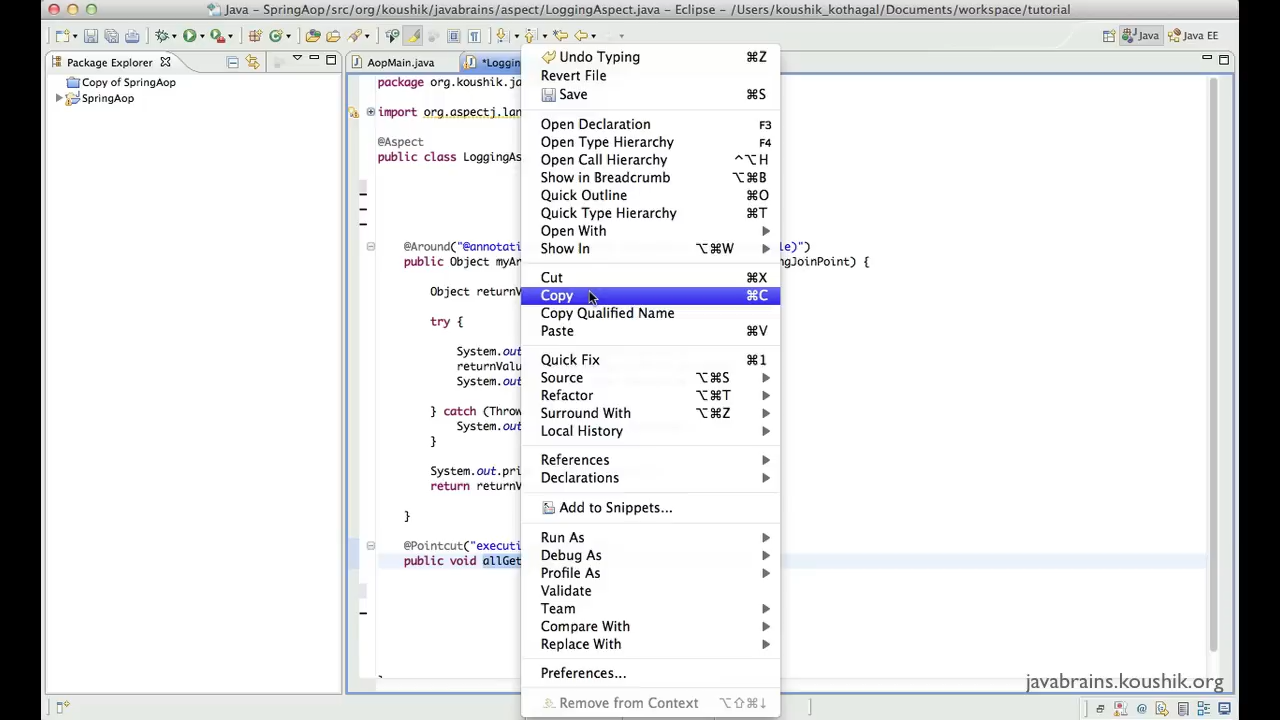 Java - SpringAop/src/org/koushik/javabrains/aspect/LoggingAspect.java - Eclipse - /Users/koushik_kothagal/Documents/workspace/tutorial
Java
Java EE
Package Explorer
AopMain.java
*Logging
Copy of SpringAop
SpringAop
package org.koushik.ja
import org.aspectj.lan
@Aspect
public class LoggingAs
@Around("@annotati
le)")
public Object myAr
ngJoinPoint) {
Object returnV
try {
System.out
returnValu
System.out
} catch (Throw
System.out
}
System.out.pri
return returnV
}
@Pointcut("executi
public void allGet
Undo Typing ⌘Z
Revert File
Save ⌘S
Open Declaration F3
Open Type Hierarchy F4
Open Call Hierarchy ^⌥H
Show in Breadcrumb ⌥⌘B
Quick Outline ⌘O
Quick Type Hierarchy ⌘T
Open With
Show In ⌥⌘W
Cut ⌘X
Copy ⌘C
Copy Qualified Name
Paste ⌘V
Quick Fix ⌘1
Source ⌥⌘S
Refactor ⌥⌘T
Surround With ⌥⌘Z
Local History
References
Declarations
Add to Snippets...
Run As
Debug As
Profile As
Validate
Team
Compare With
Replace With
Preferences...
Remove from Context ⌥⇧⌘↓
javabrains.koushik.org